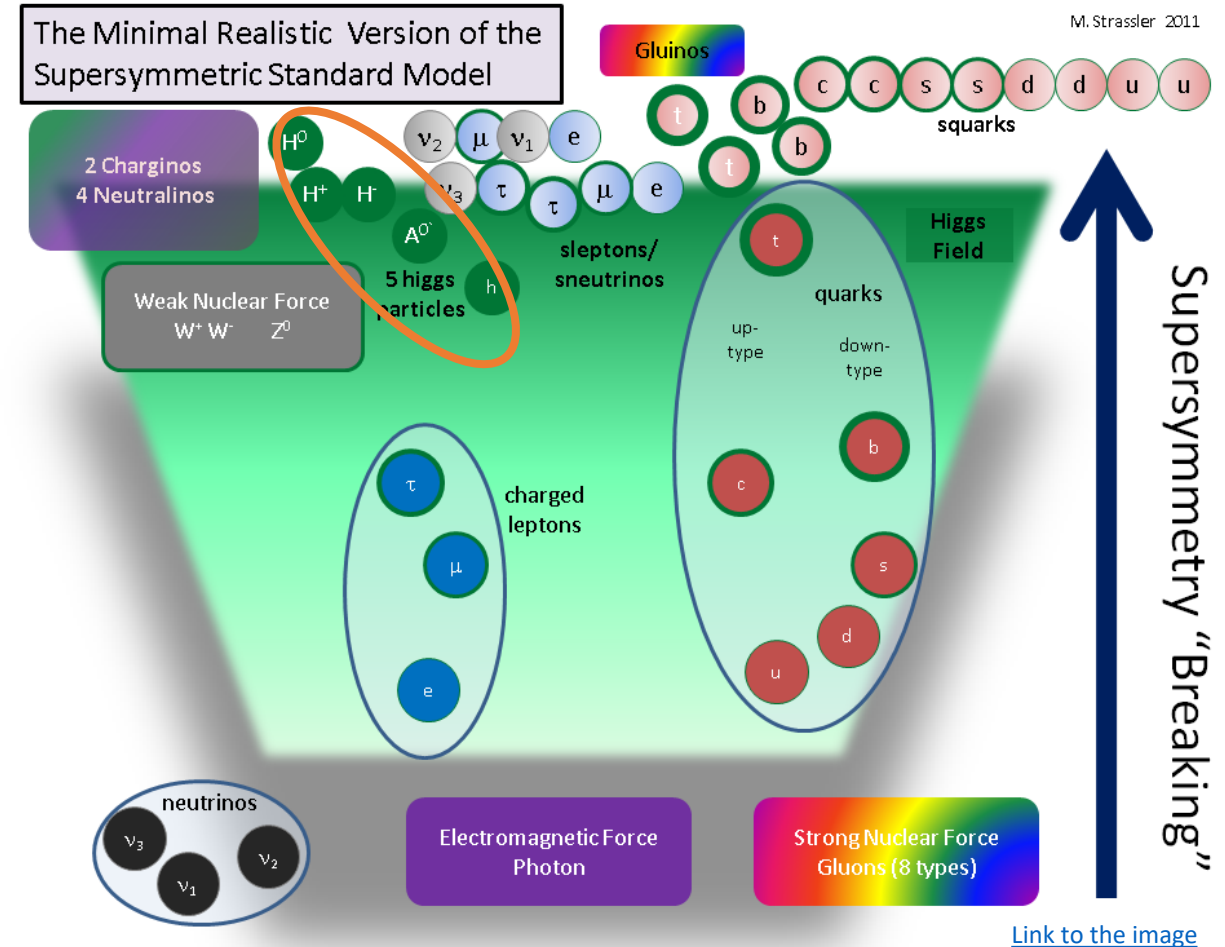 The Minimal Realistic Version of the
Supersymmetric Standard Model
M. Strassler 2011
Gluinos
c c s s d d u u
squarks
t
b
b
t
2 Charginos
4 Neutralinos
H⁰
H⁺ H⁻
A⁰
h
5 higgs
particles
ν₂ μ ν₁ e
ν₃ τ τ μ e
sleptons/
sneutrinos
Weak Nuclear Force
W⁺ W⁻ Z⁰
Higgs
Field
t
quarks
up-
type
down-
type
b
c
s
d
u
τ
charged
leptons
μ
e
neutrinos
ν₃
ν₁
ν₂
Electromagnetic Force
Photon
Strong Nuclear Force
Gluons (8 types)
Supersymmetry “Breaking”
Link to the image